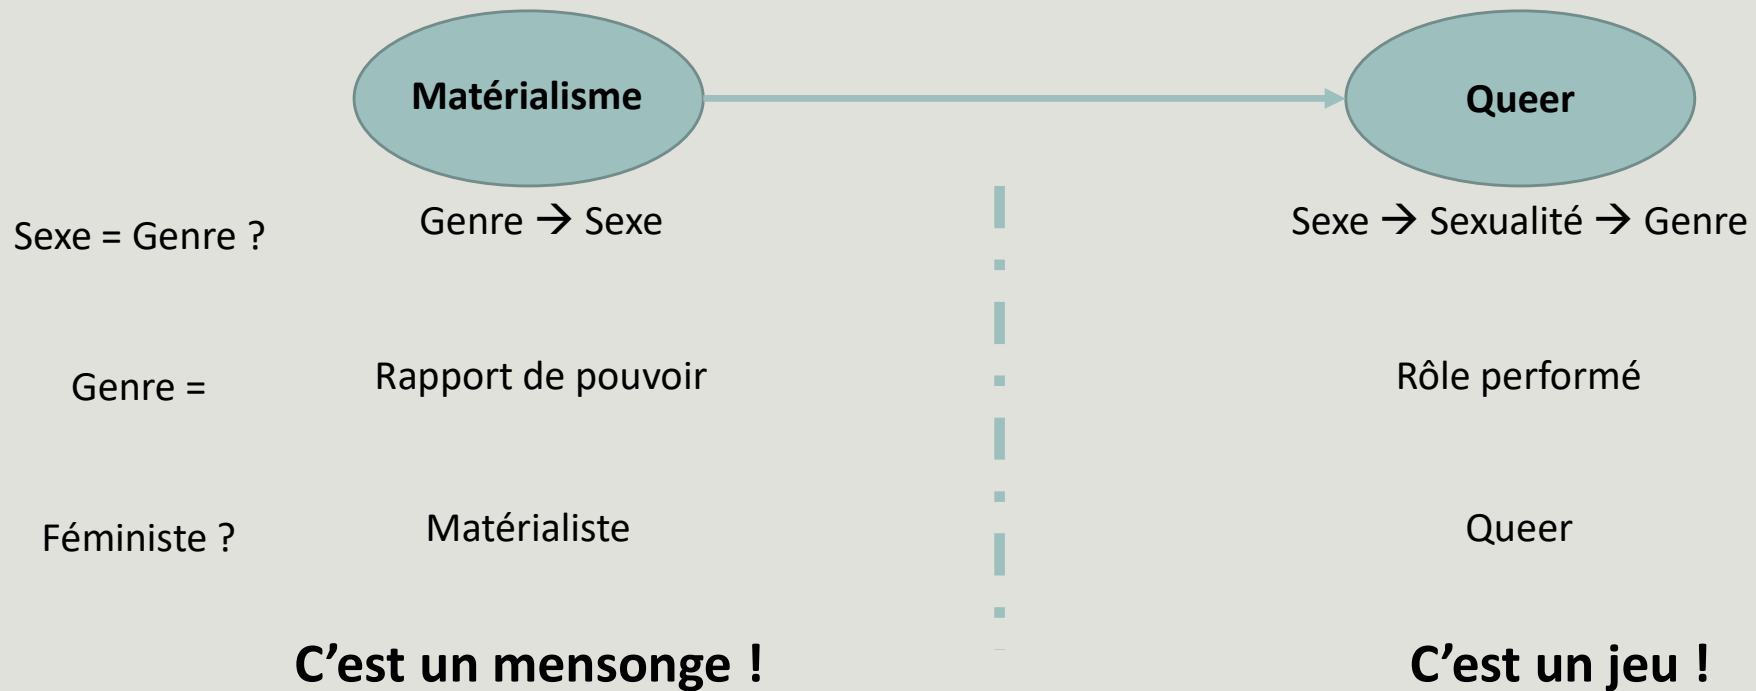 Matérialisme
Queer
Sexe = Genre ?
Genre → Sexe
Sexe → Sexualité → Genre
Genre =
Rapport de pouvoir
Rôle performé
Féministe ?
Matérialiste
Queer
C’est un mensonge !
C’est un jeu !